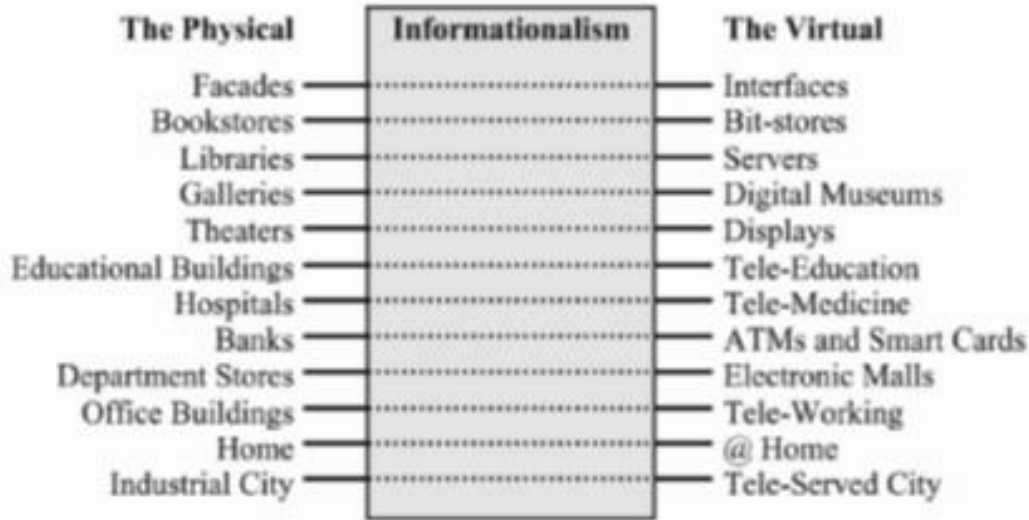 The Physical Informationalism The Virtual
Facades Interfaces
Bookstores Bit-stores
Libraries Servers
Galleries Digital Museums
Theaters Displays
Educational Buildings Tele-Education
Hospitals Tele-Medicine
Banks ATMs and Smart Cards
Department Stores Electronic Malls
Office Buildings Tele-Working
Home @ Home
Industrial City Tele-Served City